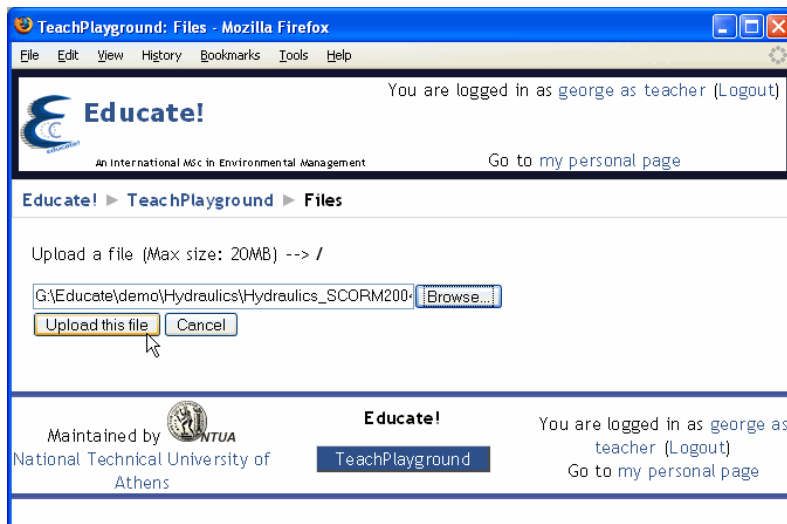 TeachPlayground: Files - Mozilla Firefox
File Edit View History Bookmarks Tools Help
You are logged in as george as teacher (Logout)
Educate!
educate!
An International MSc in Environmental Management
Go to my personal page
Educate! ► TeachPlayground ► Files
Upload a file (Max size: 20MB) --> /
G:\Educate\demo\Hydraulics\Hydraulics_SCORM200 Browse...
Upload this file Cancel
Maintained by NTUA
National Technical University of
Athens
Educate!
TeachPlayground
You are logged in as george as
teacher (Logout)
Go to my personal page